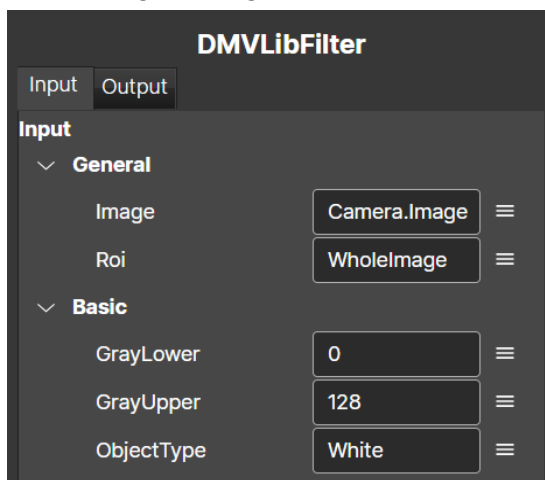 DMVLibFilter
Input Output
Input
General
Image Camera.Image
Roi WholeImage
Basic
GrayLower 0
GrayUpper 128
ObjectType White